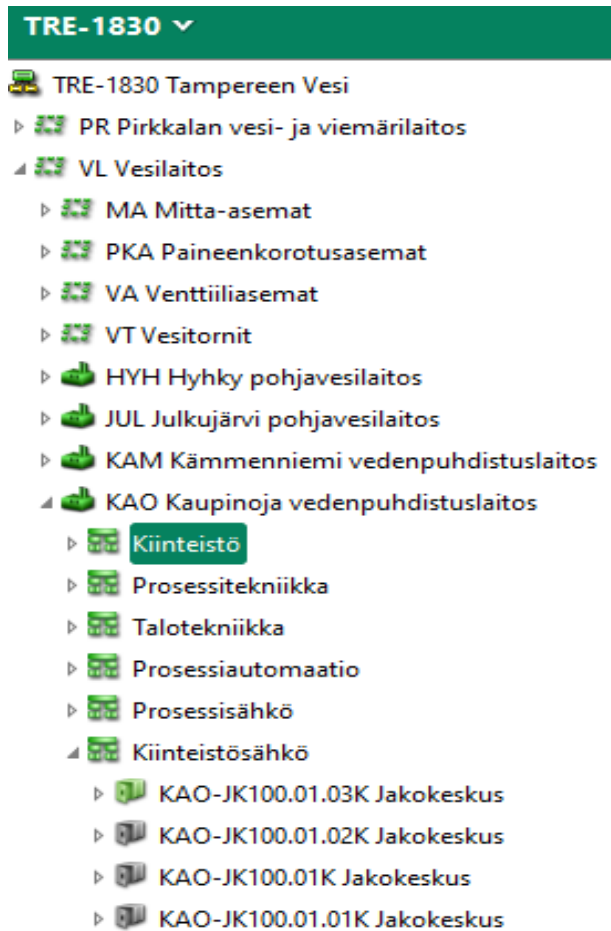 TRE-1830
TRE-1830 Tampereen Vesi
PR Pirkkalan vesi- ja viemärilaitos
VL Vesilaitos
MA Mitta-asemat
PKA Paineenkorotusasemat
VA Venttiiliasemat
VT Vesitornit
HYH Hyhky pohjavesilaitos
JUL Julkujärvi pohjavesilaitos
KAM Kämmenniemi vedenpuhdistuslaitos
KAO Kaupinoja vedenpuhdistuslaitos
Kiinteistö
Prosessitekniikka
Talotekniikka
Prosessiautomaatio
Prosessisähkö
Kiinteistösähkö
KAO-JK100.01.03K Jakokeskus
KAO-JK100.01.02K Jakokeskus
KAO-JK100.01K Jakokeskus
KAO-JK100.01.01K Jakokeskus